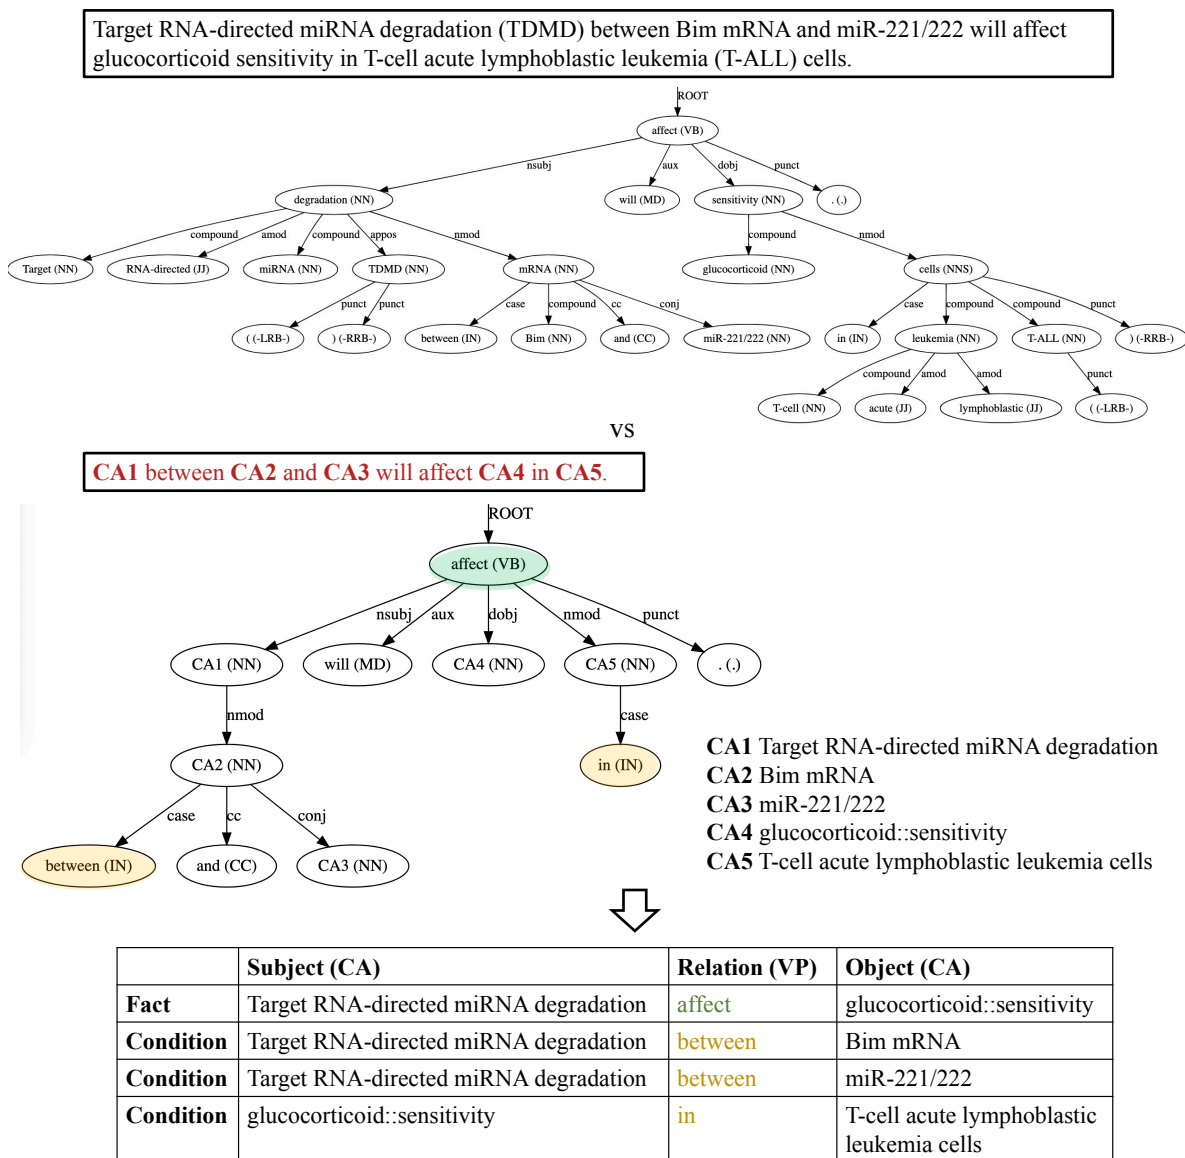 Target RNA-directed miRNA degradation (TDMD) between Bim mRNA and miR-221/222 will affect
glucocorticoid sensitivity in T-cell acute lymphoblastic leukemia (T-ALL) cells.
ROOT
affect (VB)
nsubj aux dobj punct
degradation (NN) will (MD) sensitivity (NN) . (.)
compound amod compound appos nmod compound nmod
Target (NN) RNA-directed (JJ) miRNA (NN) TDMD (NN) mRNA (NN) glucocorticoid (NN) cells (NNS)
punct punct case compound cc conj case compound compound punct
( (-LRB-) ) (-RRB-) between (IN) Bim (NN) and (CC) miR-221/222 (NN) in (IN) leukemia (NN) T-ALL (NN) ) (-RRB-)
compound amod amod punct
T-cell (NN) acute (JJ) lymphoblastic (JJ) ( (-LRB-)
vs
CA1 between CA2 and CA3 will affect CA4 in CA5.
ROOT
affect (VB)
nsubj aux dobj nmod punct
CA1 (NN) will (MD) CA4 (NN) CA5 (NN) . (.)
nmod case
CA2 (NN) in (IN)
case cc conj
between (IN) and (CC) CA3 (NN)
CA1 Target RNA-directed miRNA degradation
CA2 Bim mRNA
CA3 miR-221/222
CA4 glucocorticoid::sensitivity
CA5 T-cell acute lymphoblastic leukemia cells
Subject (CA) Relation (VP) Object (CA)
Fact Target RNA-directed miRNA degradation affect glucocorticoid::sensitivity
Condition Target RNA-directed miRNA degradation between Bim mRNA
Condition Target RNA-directed miRNA degradation between miR-221/222
Condition glucocorticoid::sensitivity in T-cell acute lymphoblastic
leukemia cells